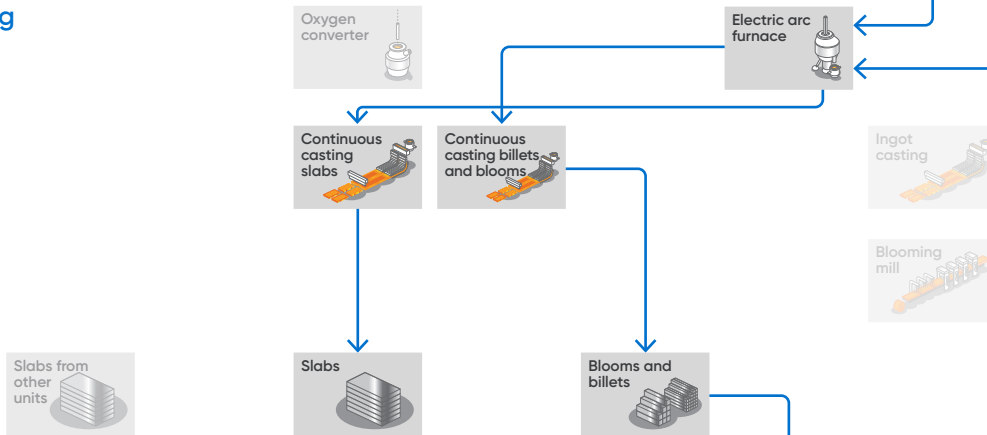 g
Oxygen
converter
Electric arc
furnace
Continuous
casting
slabs
Continuous
casting billets
and blooms
Ingot
casting
Blooming
mill
Slabs from
other
units
Slabs
Blooms and
billets